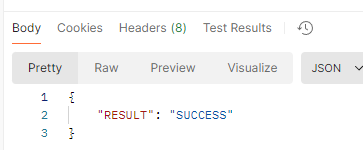 Body Cookies Headers (8) Test Results
Pretty Raw Preview Visualize JSON
1 {
2 "RESULT": "SUCCESS"
3 }